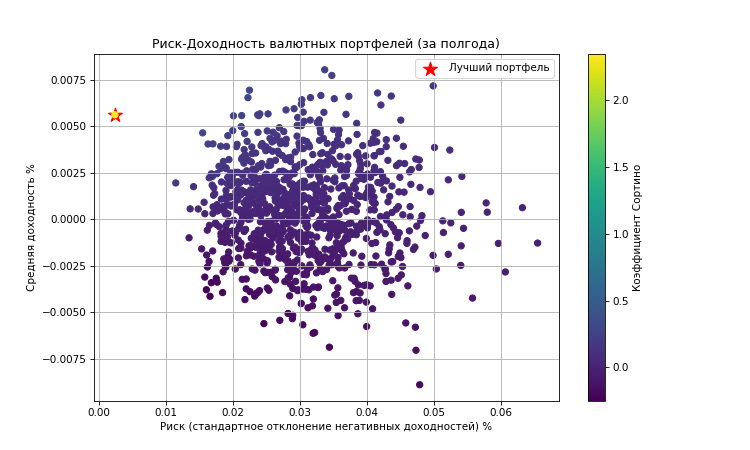 Риск-Доходность валютных портфелей (за полгода)
Лучший портфель
Средняя доходность %
0.0075
0.0050
0.0025
0.0000
−0.0025
−0.0050
−0.0075
0.00 0.01 0.02 0.03 0.04 0.05 0.06
Риск (стандартное отклонение негативных доходностей) %
2.0
1.5
1.0
0.5
0.0
Коэффициент Сортино